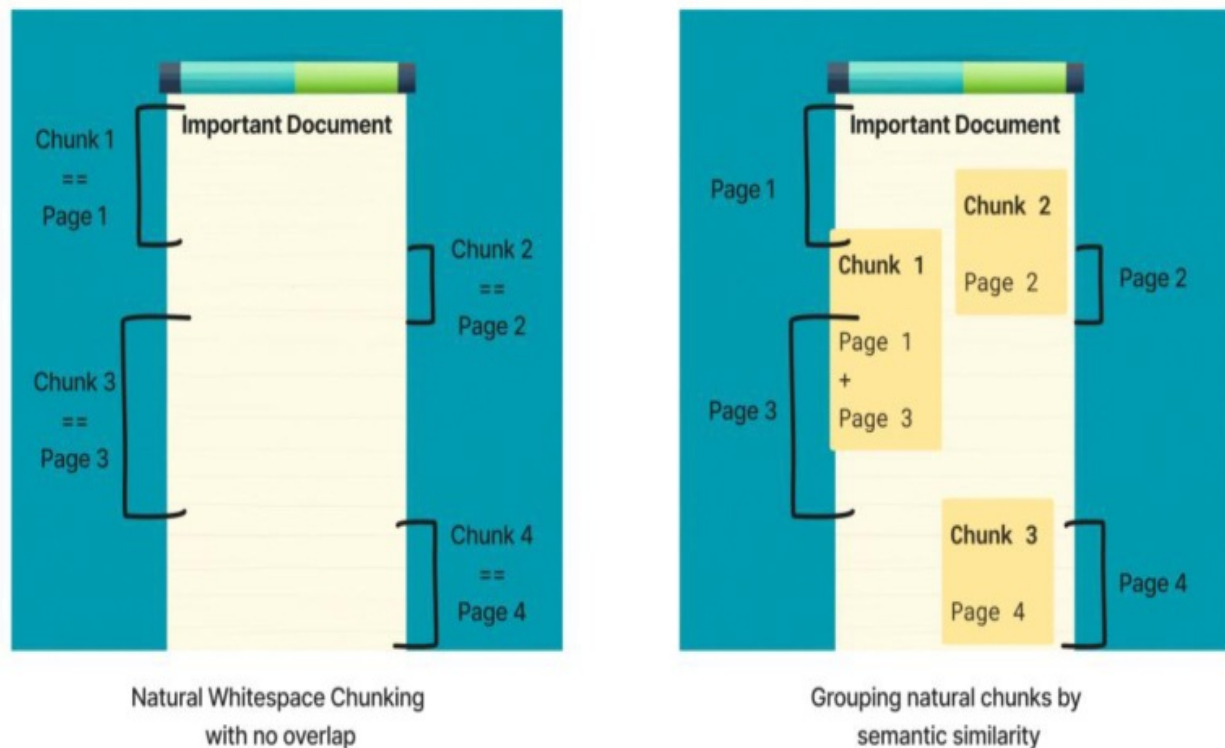 Important Document
Chunk 1
==
Page 1
Chunk 2
==
Page 2
Chunk 3
==
Page 3
Chunk 4
==
Page 4
Natural Whitespace Chunking
with no overlap
Important Document
Page 1
Chunk 2
Page 2
Page 2
Chunk 1
Page 1
+
Page 3
Page 3
Chunk 3
Page 4
Page 4
Grouping natural chunks by
semantic similarity